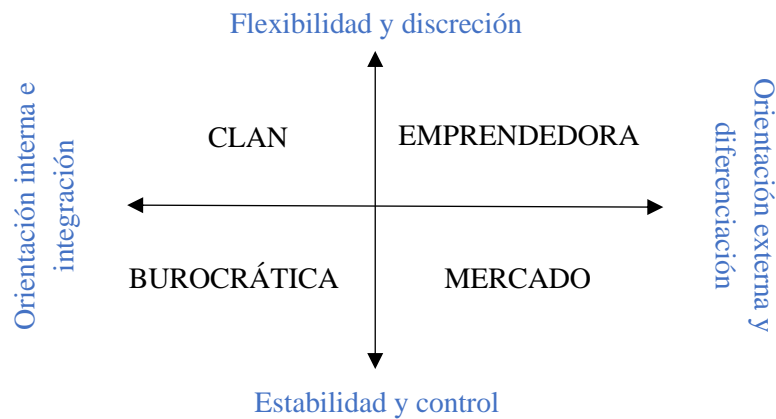 Flexibilidad y discreción
Orientación interna e
integración
CLAN
EMPRENDEDORA
Orientación externa y
diferenciación
BUROCRÁTICA
MERCADO
Estabilidad y control